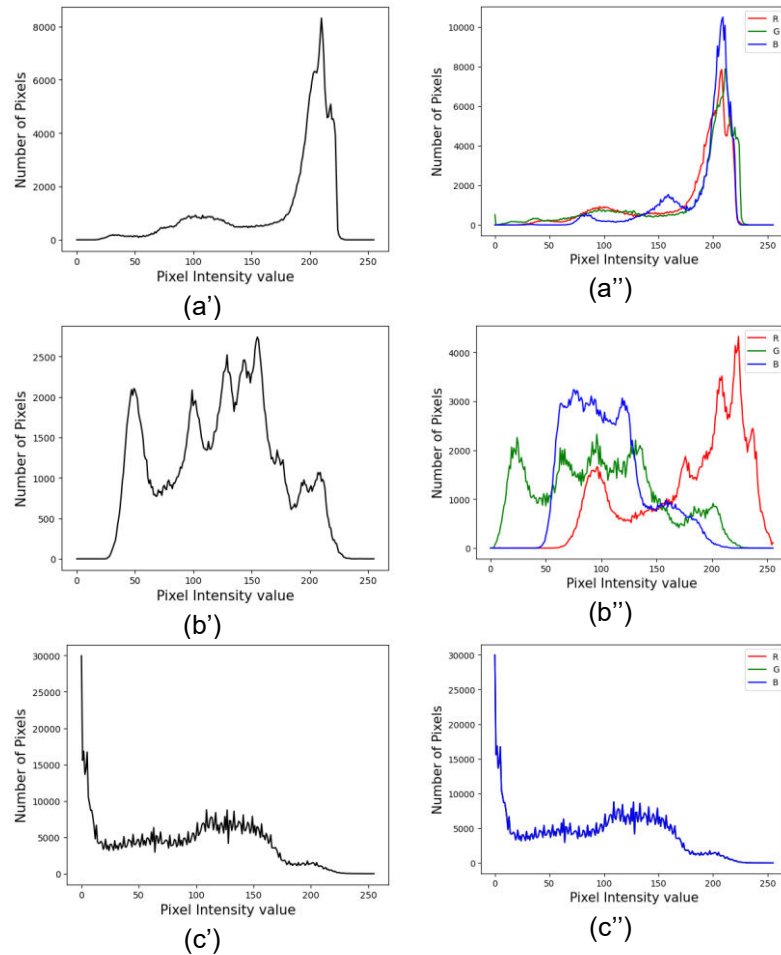 8000
6000
4000
2000
0
Number of Pixels
0 50 100 150 200 250
Pixel Intensity value
(a’)
10000
8000
6000
4000
2000
0
Number of Pixels
R
G
B
0 50 100 150 200 250
Pixel Intensity value
(a’’)
2500
2000
1500
1000
500
0
Number of Pixels
0 50 100 150 200 250
Pixel Intensity value
(b’)
4000
3000
2000
1000
0
Number of Pixels
R
G
B
0 50 100 150 200 250
Pixel Intensity value
(b’’)
30000
25000
20000
15000
10000
5000
0
Number of Pixels
0 50 100 150 200 250
Pixel Intensity value
(c’)
30000
25000
20000
15000
10000
5000
0
Number of Pixels
R
G
B
0 50 100 150 200 250
Pixel Intensity value
(c’’)